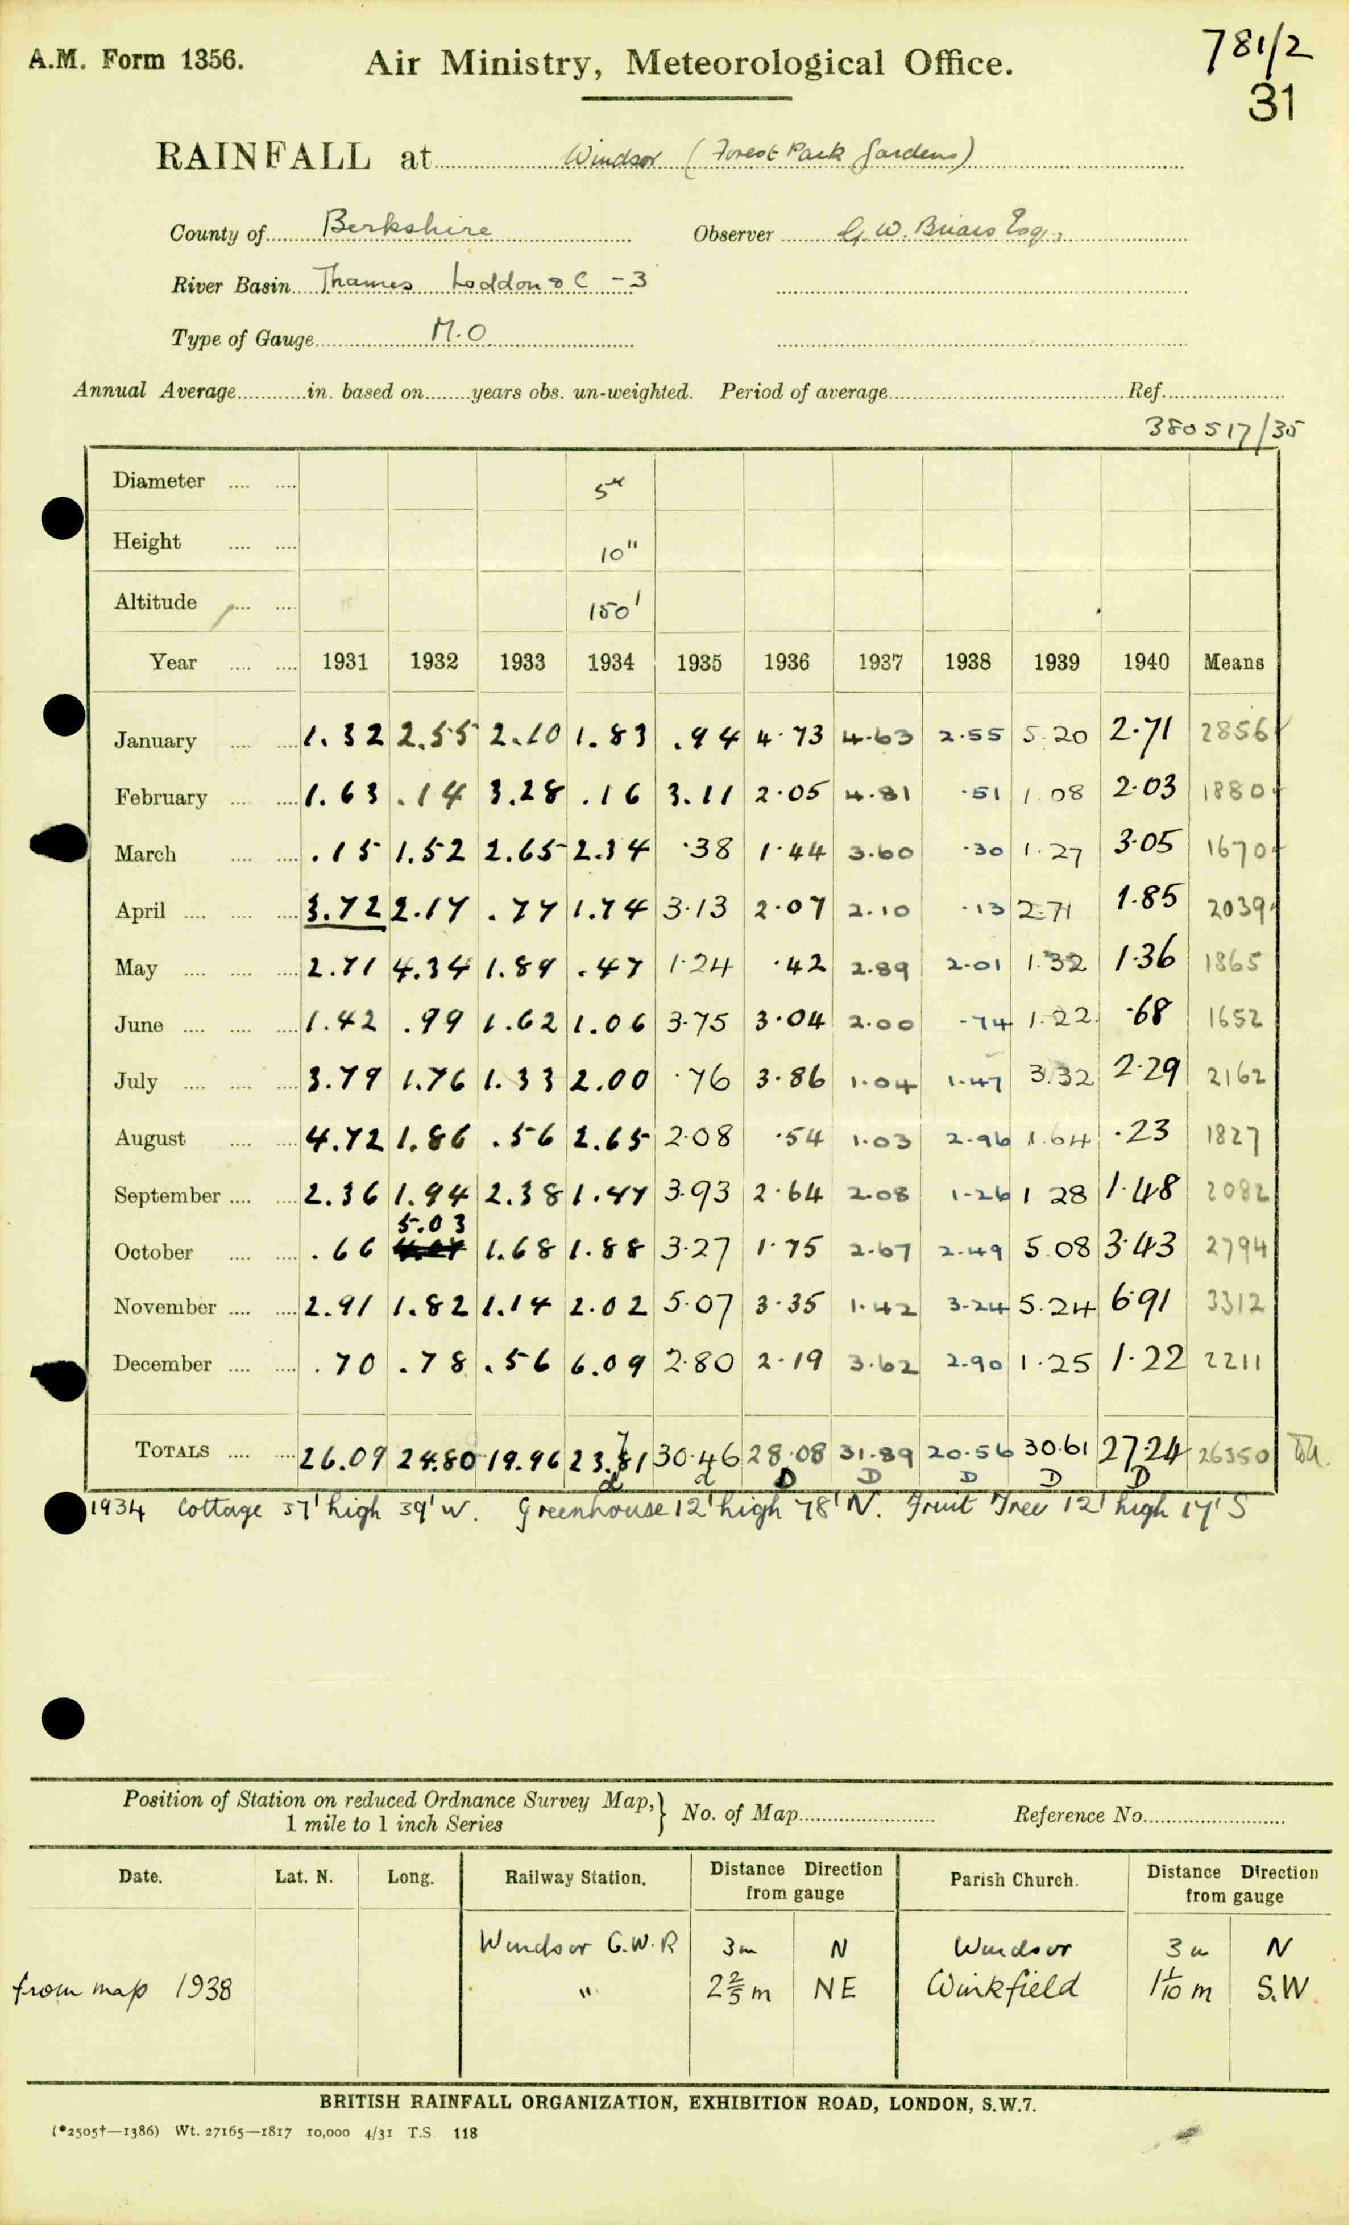 A.M. Form 1356.
Air Ministry, Meteorological Office.
781/2
31
RAINFALL at Windsor (Forest Park Gardens)
County of Berkshire Observer G. W. Briars Esq.,
River Basin Thames Loddon & C -3
Type of Gauge M.O
Annual Average in. based on years obs. un-weighted. Period of average Ref.
380517/35
Diameter 5"
Height 10"
Altitude 150'
Year 1931 1932 1933 1934 1935 1936 1937 1938 1939 1940 Means
January 1.32 2.55 2.10 1.83 .94 4.73 4.63 2.55 5.20 2.71 2856
February 1.63 .14 3.28 .16 3.11 2.05 4.81 .51 1.08 2.03 1880
March .15 1.52 2.65 2.34 .38 1.44 3.60 .30 1.27 3.05 1670
April 3.72 2.17 .77 1.74 3.13 2.07 2.10 .13 2.71 1.85 2039
May 2.71 4.34 1.89 .47 1.24 .42 2.89 2.01 1.32 1.36 1865
June 1.42 .99 1.62 1.06 3.75 3.04 2.00 .74 1.22 .68 1652
July 3.79 1.76 1.33 2.00 .76 3.86 1.04 1.47 3.32 2.29 2162
August 4.72 1.86 .56 2.65 2.08 .54 1.03 2.96 1.64 .23 1827
September 2.36 1.94 2.38 1.47 3.93 2.64 2.08 1.26 1.28 1.48 2082
October .66 5.03 1.68 1.88 3.27 1.75 2.67 2.49 5.08 3.43 2794
November 2.91 1.82 1.14 2.02 5.07 3.35 1.42 3.24 5.24 6.91 3312
December .70 .78 .56 6.09 2.80 2.19 3.62 2.90 1.25 1.22 2211
TOTALS 26.09 24.90 19.96 23.71 30.46 28.08 31.89 20.56 30.61 27.24 26350
D D D D D
1934 Cottage 37' high 39' W. Greenhouse 12' high 78' N. Fruit Tree 12' high 17' S
Position of Station on reduced Ordnance Survey Map, 1 mile to 1 inch Series } No. of Map Reference No.
Date. Lat. N. Long. Railway Station. Distance Direction from gauge Parish Church. Distance Direction from gauge
Windsor G.W.R 3m N Windsor 3m N
from map 1938 " 2 2/5 m NE Winkfield 1 1/10 m S.W
BRITISH RAINFALL ORGANIZATION, EXHIBITION ROAD, LONDON, S.W.7.
(*2505†—1386) Wt. 27165—1817 10,000 4/31 T.S. 118